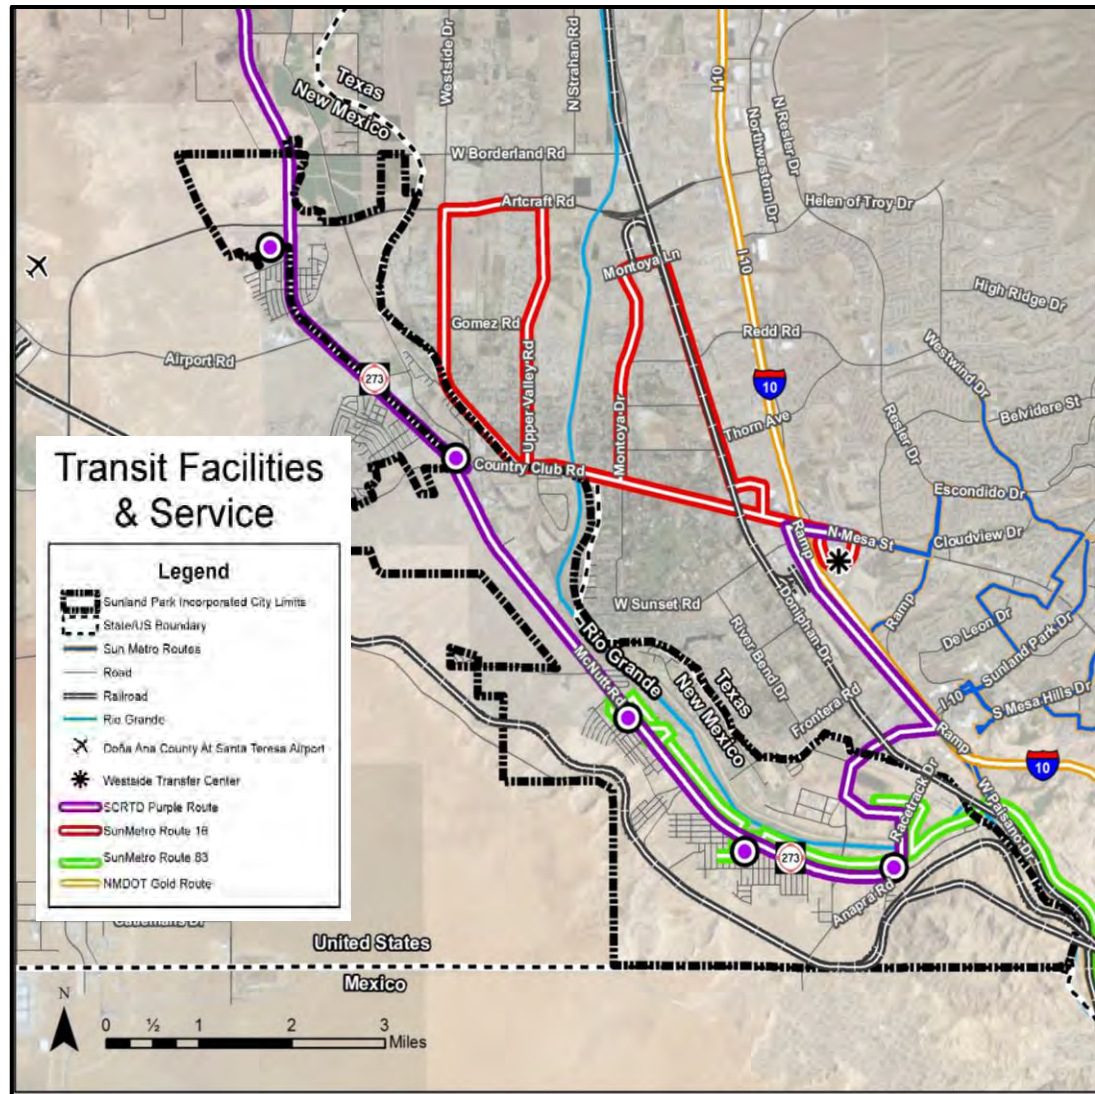 Westside Dr
N Strahan Rd
I 10
Texas
New Mexico
N Resler Dr
Northwestern Dr
W Borderland Rd
Artcraft Rd
Helen of Troy Dr
Montoya Ln
I 10
High Ridge Dr
Gomez Rd
Redd Rd
Airport Rd
Upper Valley Rd
Westwind Dr
273
10
Belvidere St
Montoya Dr
Thorn Ave
Resler Dr
Country Club Rd
Escondido Dr
N Mesa St
Cloudview Dr
Ramp
W Sunset Rd
Doniphan Dr
Ramp
De Leon Dr
Sunland Park Dr
River Bend Dr
Rio Grande
McNutt Rd
Texas
New Mexico
Frontera Rd
I 10
S Mesa Hills Dr
Ramp
10
Racetrack Dr
W Paisano Dr
273
Anapra Rd
Transit Facilities
& Service
Legend
Sunland Park Incorporated City Limits
State/US Boundary
Sun Metro Routes
Road
Railroad
Rio Grande
Doña Ana County At Santa Teresa Airport
Westside Transfer Center
SCRTD Purple Route
SunMetro Route 16
SunMetro Route 83
NMDOT Gold Route
United States
Mexico
N
0 ½ 1 2 3
Miles